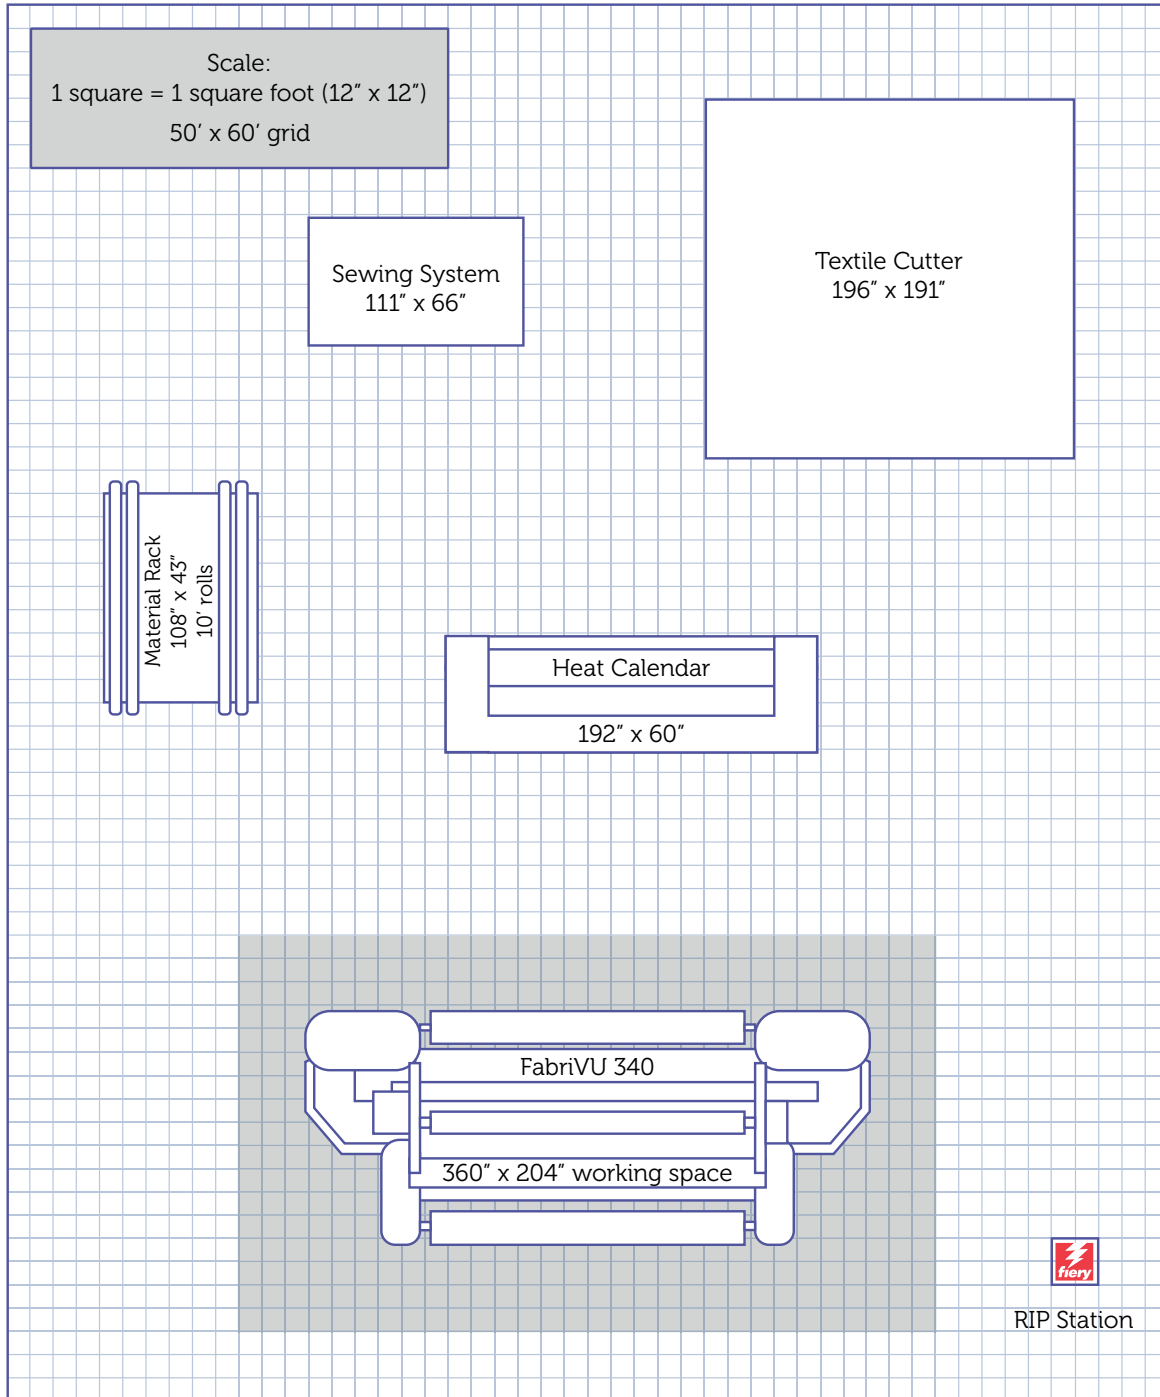 Scale:
1 square = 1 square foot (12” x 12”)
50’ x 60’ grid
Sewing System
111” x 66”
Textile Cutter
196” x 191”
Material Rack
108” x 43”
10’ rolls
Heat Calendar
192” x 60”
FabriVU 340
360” x 204” working space
fiery
RIP Station